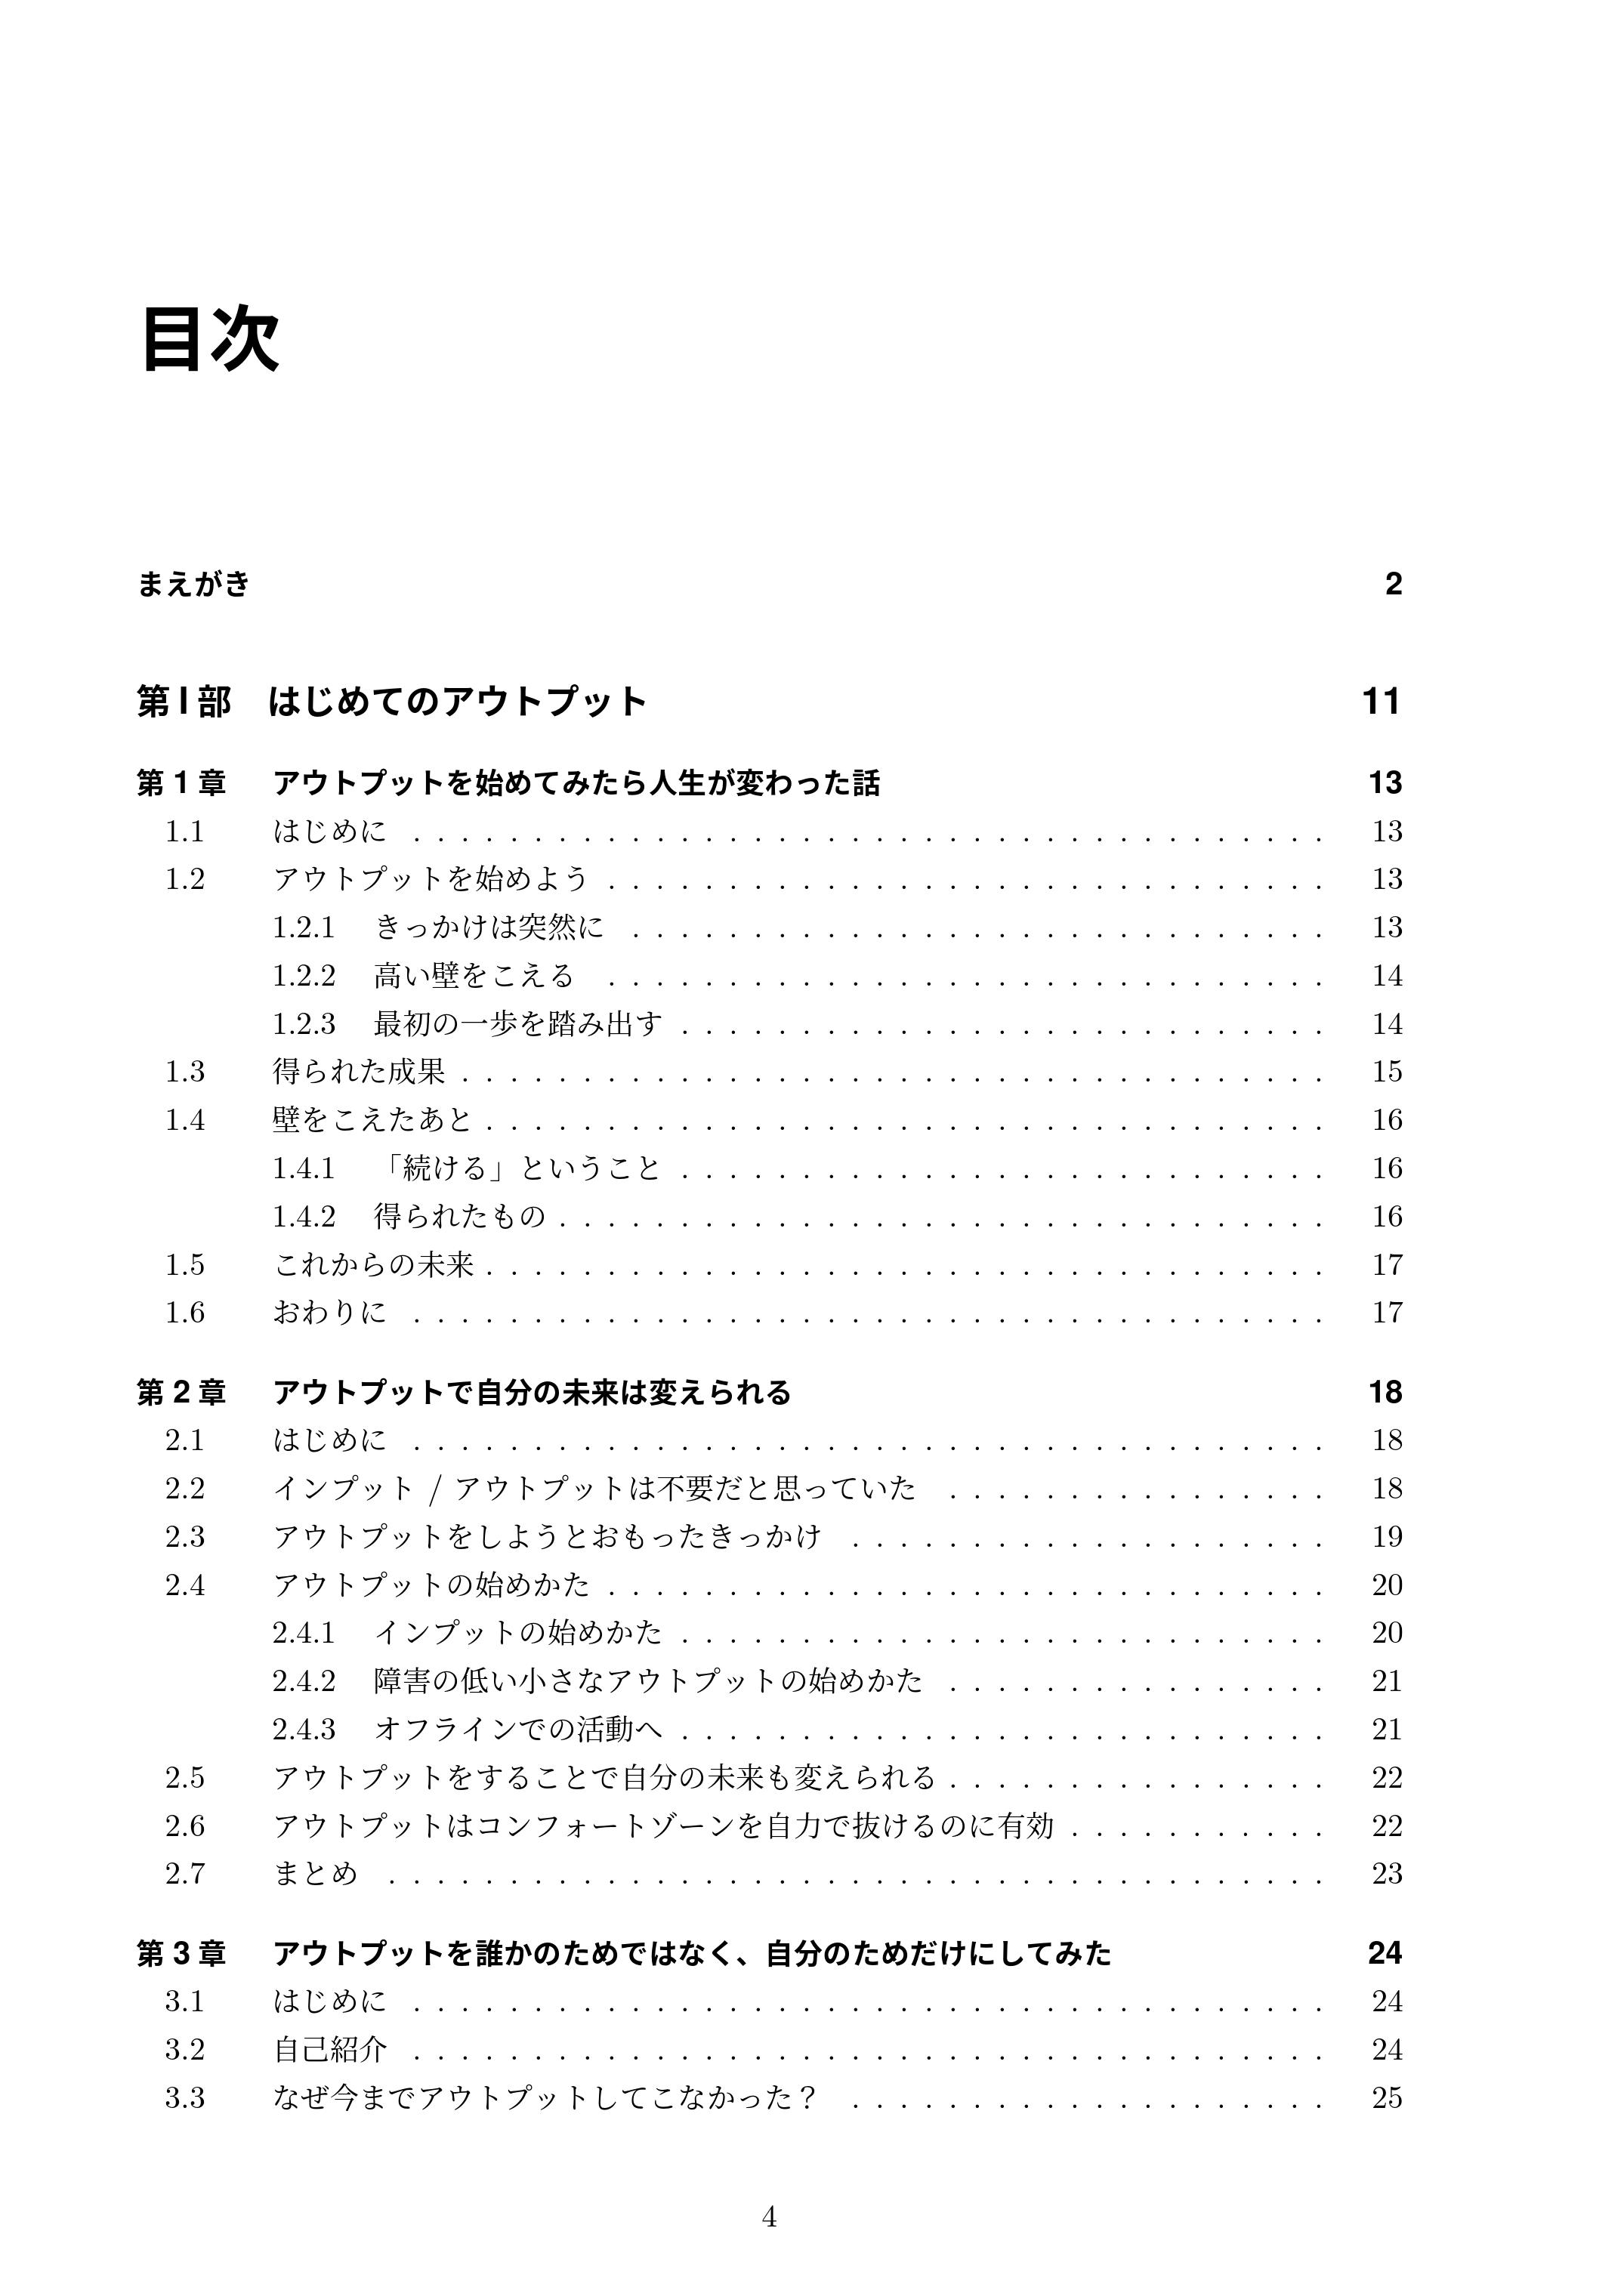 目次
まえがき 2
第 I 部 はじめてのアウトプット 11
第 1 章 アウトプットを始めてみたら人生が変わった話 13
1.1 はじめに . . . . . . . . . . . . . . . . . . . . . . . . . . . . . . . . . . . . . . 13
1.2 アウトプットを始めよう . . . . . . . . . . . . . . . . . . . . . . . . . . . . . . 13
1.2.1 きっかけは突然に . . . . . . . . . . . . . . . . . . . . . . . . . . . . . 13
1.2.2 高い壁をこえる . . . . . . . . . . . . . . . . . . . . . . . . . . . . . . 14
1.2.3 最初の一歩を踏み出す . . . . . . . . . . . . . . . . . . . . . . . . . . . 14
1.3 得られた成果 . . . . . . . . . . . . . . . . . . . . . . . . . . . . . . . . . . . . 15
1.4 壁をこえたあと . . . . . . . . . . . . . . . . . . . . . . . . . . . . . . . . . . . 16
1.4.1 「続ける」ということ . . . . . . . . . . . . . . . . . . . . . . . . . . . 16
1.4.2 得られたもの . . . . . . . . . . . . . . . . . . . . . . . . . . . . . . . . 16
1.5 これからの未来 . . . . . . . . . . . . . . . . . . . . . . . . . . . . . . . . . . . 17
1.6 おわりに . . . . . . . . . . . . . . . . . . . . . . . . . . . . . . . . . . . . . . 17
第 2 章 アウトプットで自分の未来は変えられる 18
2.1 はじめに . . . . . . . . . . . . . . . . . . . . . . . . . . . . . . . . . . . . . . 18
2.2 インプット / アウトプットは不要だと思っていた . . . . . . . . . . . . . . . . 18
2.3 アウトプットをしようとおもったきっかけ . . . . . . . . . . . . . . . . . . . . 19
2.4 アウトプットの始めかた . . . . . . . . . . . . . . . . . . . . . . . . . . . . . . 20
2.4.1 インプットの始めかた . . . . . . . . . . . . . . . . . . . . . . . . . . . 20
2.4.2 障害の低い小さなアウトプットの始めかた . . . . . . . . . . . . . . . . 21
2.4.3 オフラインでの活動へ . . . . . . . . . . . . . . . . . . . . . . . . . . . 21
2.5 アウトプットをすることで自分の未来も変えられる . . . . . . . . . . . . . . . . 22
2.6 アウトプットはコンフォートゾーンを自力で抜けるのに有効 . . . . . . . . . . . 22
2.7 まとめ . . . . . . . . . . . . . . . . . . . . . . . . . . . . . . . . . . . . . . . 23
第 3 章 アウトプットを誰かのためではなく、自分のためだけにしてみた 24
3.1 はじめに . . . . . . . . . . . . . . . . . . . . . . . . . . . . . . . . . . . . . . 24
3.2 自己紹介 . . . . . . . . . . . . . . . . . . . . . . . . . . . . . . . . . . . . . . 24
3.3 なぜ今までアウトプットしてこなかった？ . . . . . . . . . . . . . . . . . . . . 25
4